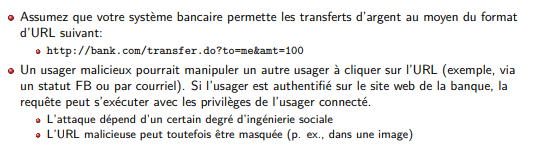 Assumez que votre système bancaire permette les transferts d'argent au moyen du format
d'URL suivant:
http://bank.com/transfer.do?to=me&amt=100
Un usager malicieux pourrait manipuler un autre usager à cliquer sur l'URL (exemple, via
un statut FB ou par courriel). Si l'usager est authentifié sur le site web de la banque, la
requête peut s'exécuter avec les privilèges de l'usager connecté.
L'attaque dépend d'un certain degré d'ingénierie sociale
L'URL malicieuse peut toutefois être masquée (p. ex., dans une image)